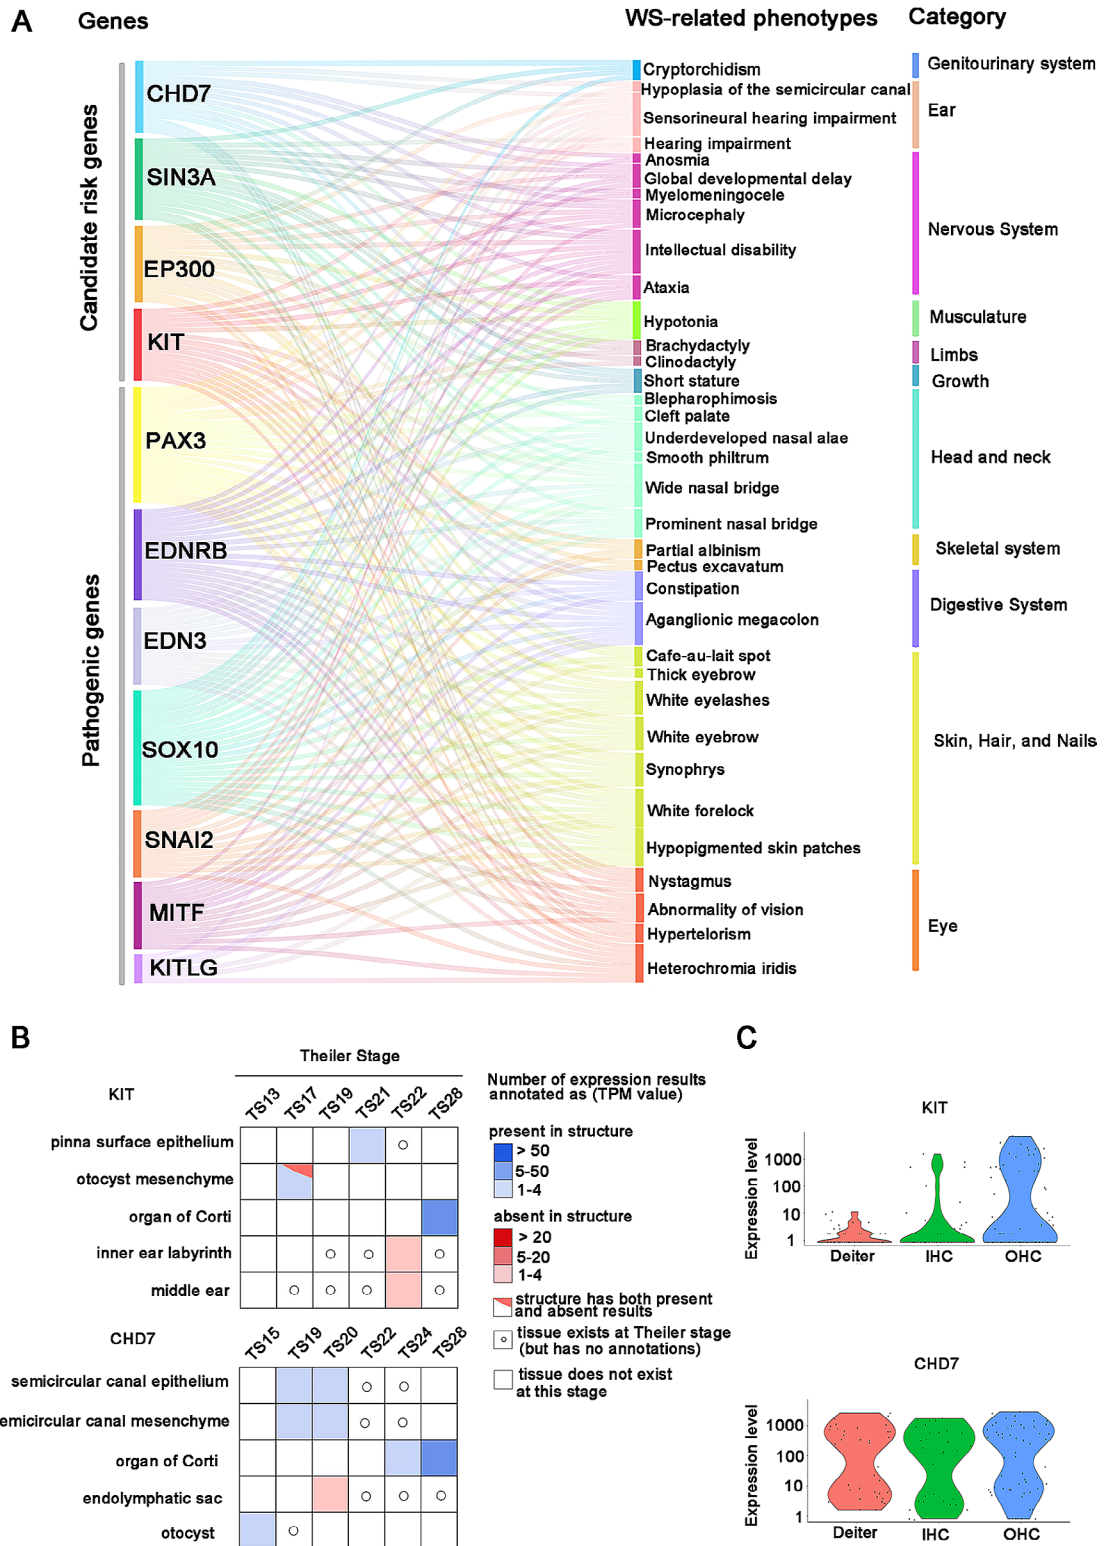 A
Genes
WS-related phenotypes
Category
Candidate risk genes
Pathogenic genes
CHD7
SIN3A
EP300
KIT
PAX3
EDNRB
EDN3
SOX10
SNAI2
MITF
KITLG
Cryptorchidism
Hypoplasia of the semicircular canal
Sensorineural hearing impairment
Hearing impairment
Anosmia
Global developmental delay
Myelomeningocele
Microcephaly
Intellectual disability
Ataxia
Hypotonia
Brachydactyly
Clinodactyly
Short stature
Blepharophimosis
Cleft palate
Underdeveloped nasal alae
Smooth philtrum
Wide nasal bridge
Prominent nasal bridge
Partial albinism
Pectus excavatum
Constipation
Aganglionic megacolon
Cafe-au-lait spot
Thick eyebrow
White eyelashes
White eyebrow
Synophrys
White forelock
Hypopigmented skin patches
Nystagmus
Abnormality of vision
Hypertelorism
Heterochromia iridis
Genitourinary system
Ear
Nervous System
Musculature
Limbs
Growth
Head and neck
Skeletal system
Digestive System
Skin, Hair, and Nails
Eye
B
Theiler Stage
KIT
TS13 TS17 TS19 TS21 TS22 TS28
pinna surface epithelium
otocyst mesenchyme
organ of Corti
inner ear labyrinth
middle ear
CHD7
TS15 TS19 TS20 TS22 TS24 TS28
semicircular canal epithelium
emicircular canal mesenchyme
organ of Corti
endolymphatic sac
otocyst
Number of expression results
annotated as (TPM value)
present in structure
> 50
5-50
1-4
absent in structure
> 20
5-20
1-4
structure has both present
and absent results
tissue exists at Theiler stage
(but has no annotations)
tissue does not exist
at this stage
C
KIT
Expression level
1000
100
10
1
Deiter IHC OHC
CHD7
Expression level
1000
100
10
1
Deiter IHC OHC